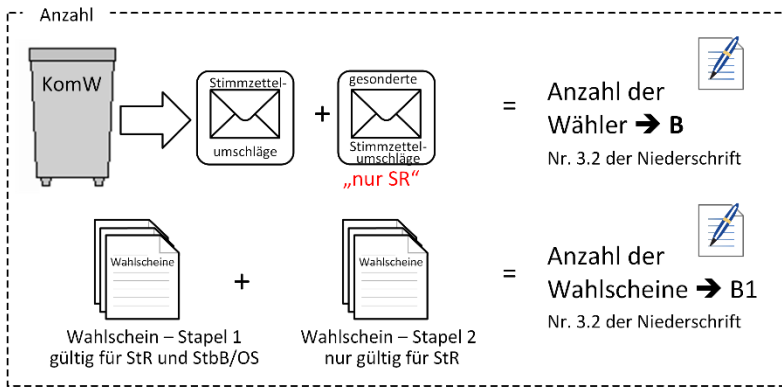 Anzahl
KomW
Stimmzettel-
umschläge
+
gesonderte
Stimmzettel-
umschläge
„nur SR“
=
Anzahl der
Wähler ➔ B
Nr. 3.2 der Niederschrift
Wahlscheine
+
Wahlscheine
=
Anzahl der
Wahlscheine ➔ B1
Nr. 3.2 der Niederschrift
Wahlschein – Stapel 1
gültig für StR und StbB/OS
Wahlschein – Stapel 2
nur gültig für StR